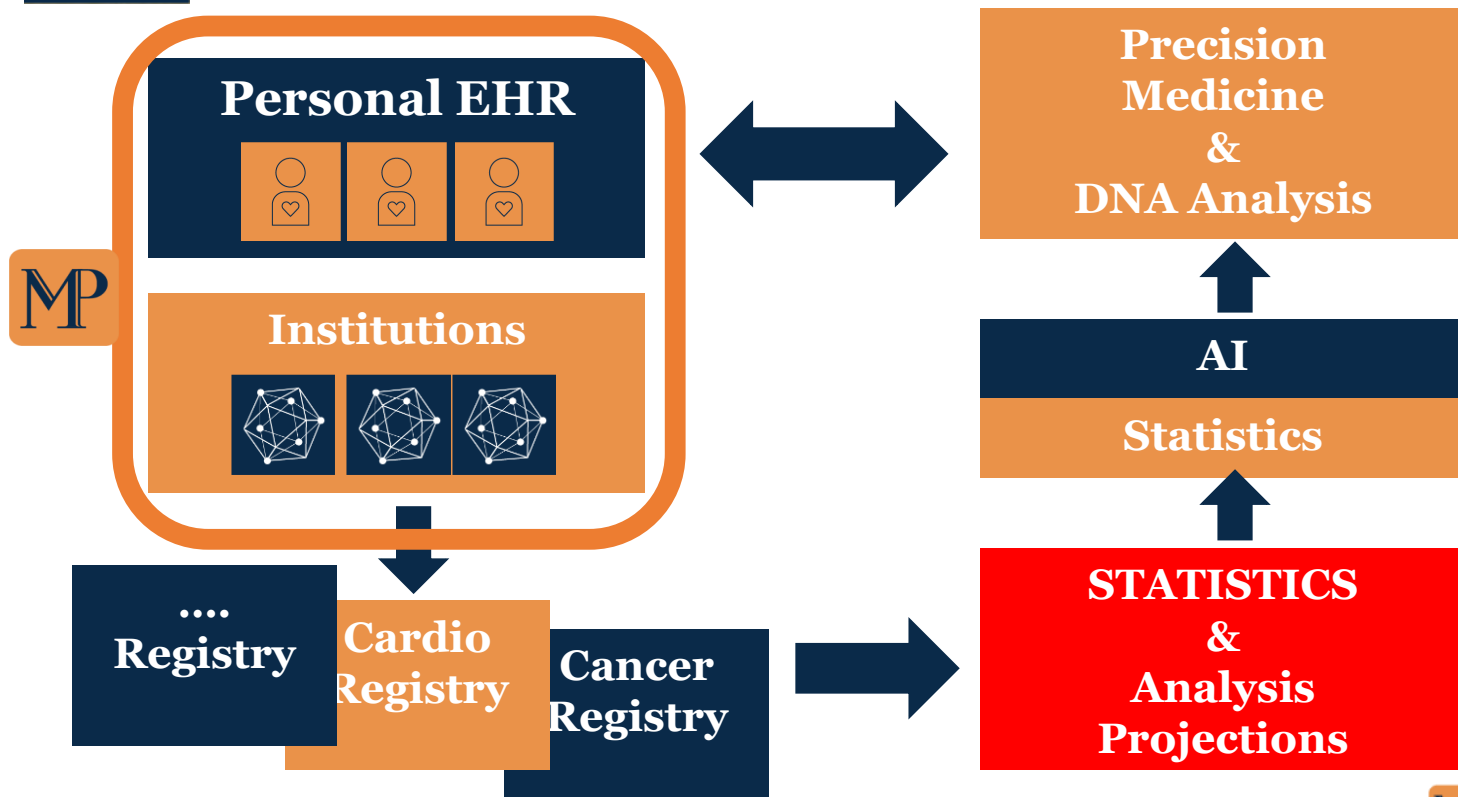 Personal EHR
MP
Institutions
....
Registry
Cardio
Registry
Cancer
Registry
Precision
Medicine
&
DNA Analysis
AI
Statistics
STATISTICS
&
Analysis
Projections